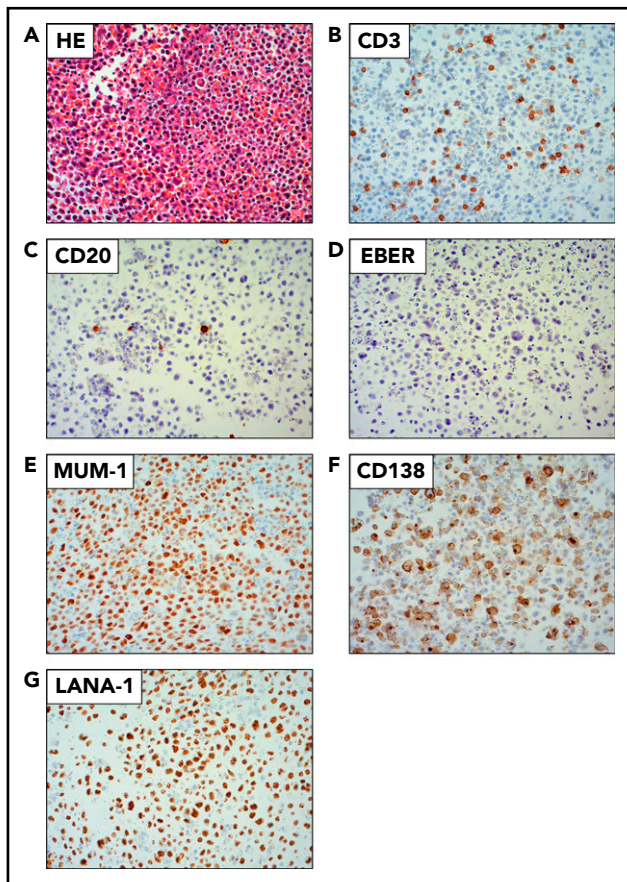 A HE
B CD3
C CD20
D EBER
E MUM-1
F CD138
G LANA-1